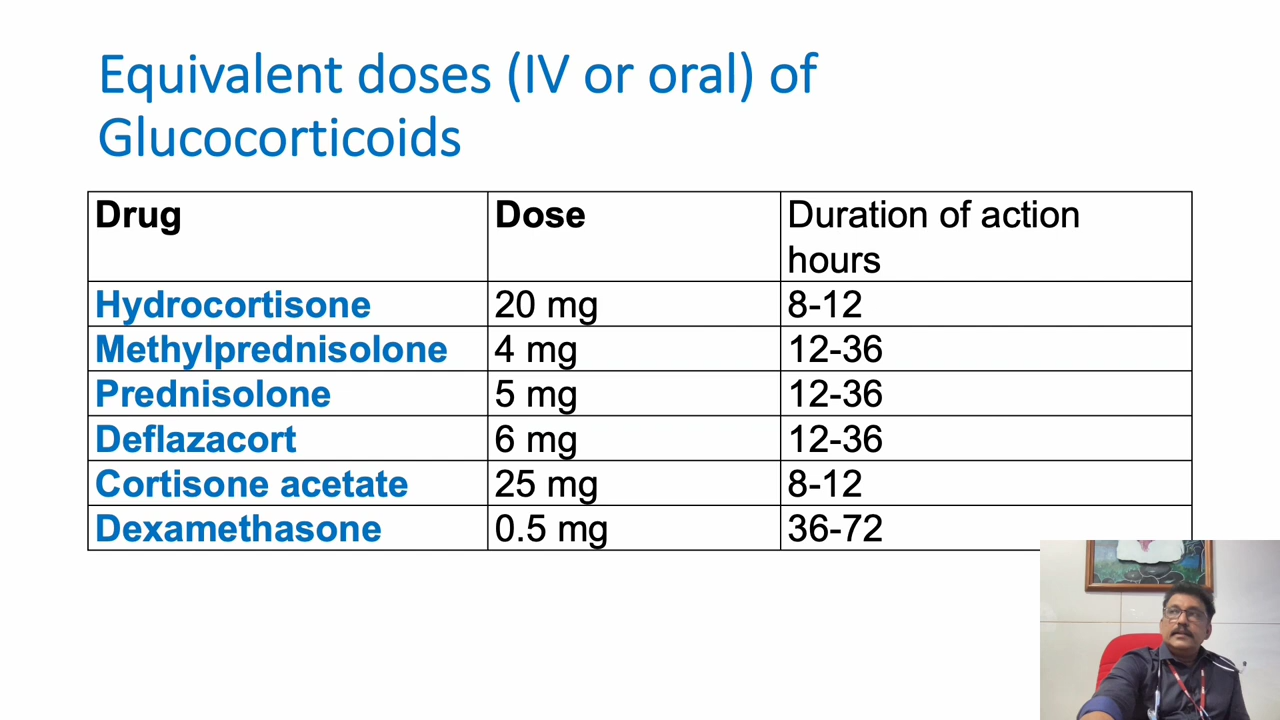 Equivalent doses (IV or oral) of
Glucocorticoids
Drug Dose Duration of action
hours
Hydrocortisone 20 mg 8-12
Methylprednisolone 4 mg 12-36
Prednisolone 5 mg 12-36
Deflazacort 6 mg 12-36
Cortisone acetate 25 mg 8-12
Dexamethasone 0.5 mg 36-72